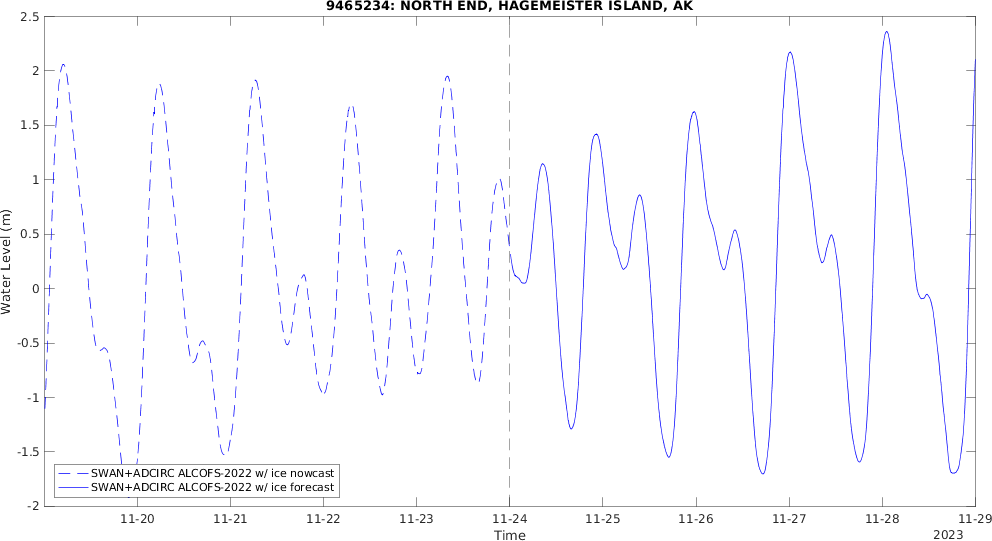 9465234: NORTH END, HAGEMEISTER ISLAND, AK
2.5
2
1.5
1
0.5
0
-0.5
-1
-1.5
-2
Water Level (m)
SWAN+ADCIRC ALCOFS-2022 w/ ice nowcast
SWAN+ADCIRC ALCOFS-2022 w/ ice forecast
11-20 11-21 11-22 11-23 11-24 11-25 11-26 11-27 11-28 11-29
Time
2023